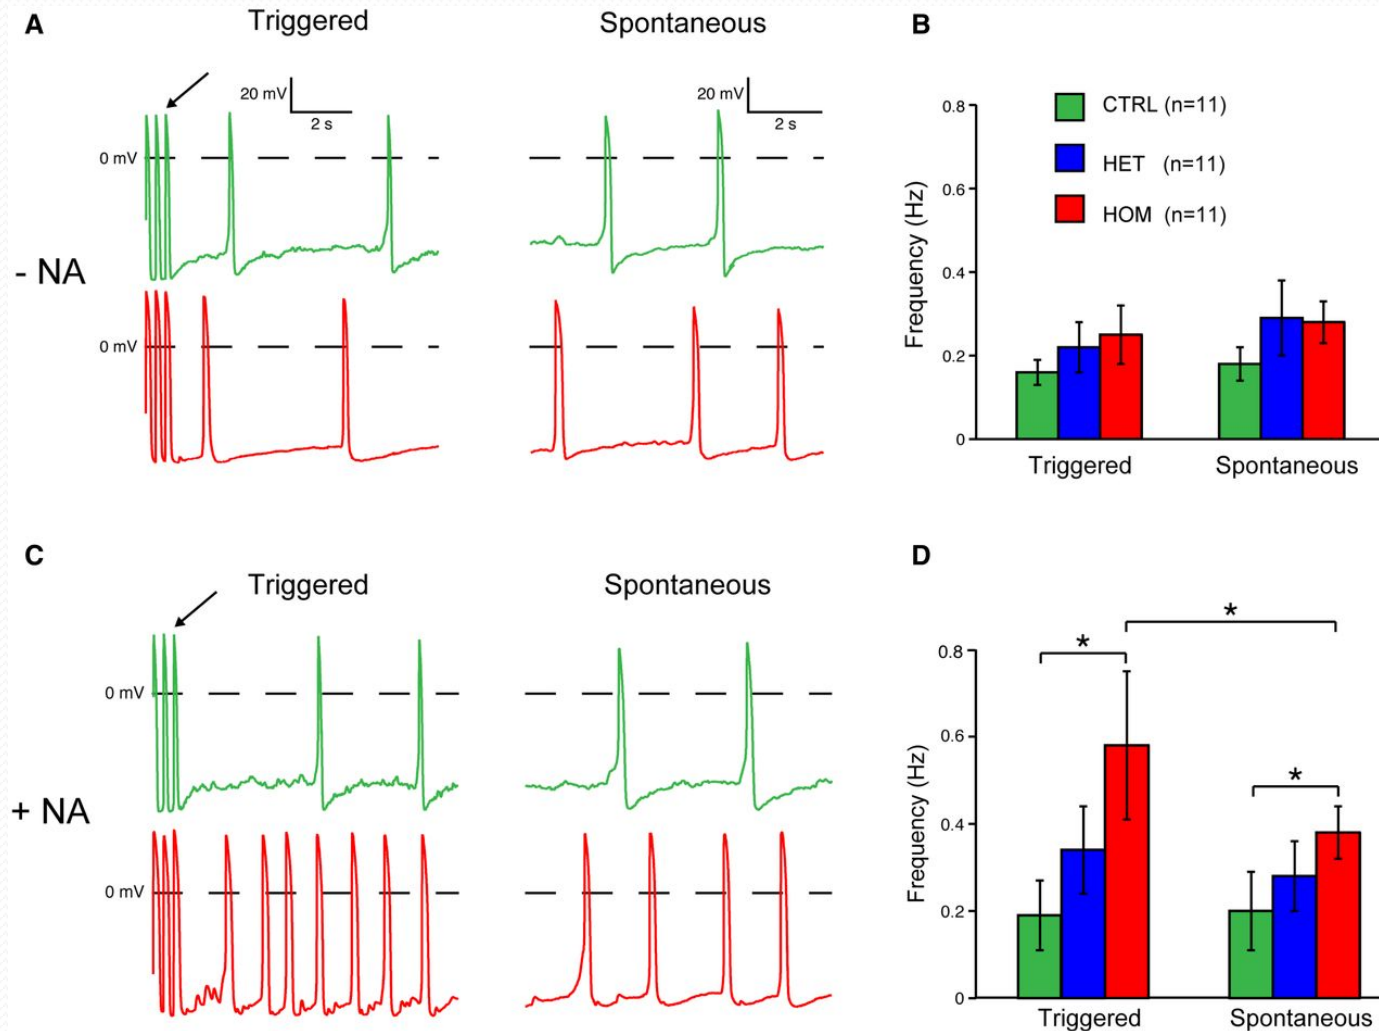 A
Triggered
Spontaneous
20 mV
2 s
20 mV
2 s
0 mV
- NA
0 mV
B
CTRL (n=11)
HET (n=11)
HOM (n=11)
Frequency (Hz)
0.8
0.6
0.4
0.2
0
Triggered
Spontaneous
C
Triggered
Spontaneous
0 mV
+ NA
0 mV
D
*
*
*
Frequency (Hz)
0.8
0.6
0.4
0.2
0
Triggered
Spontaneous